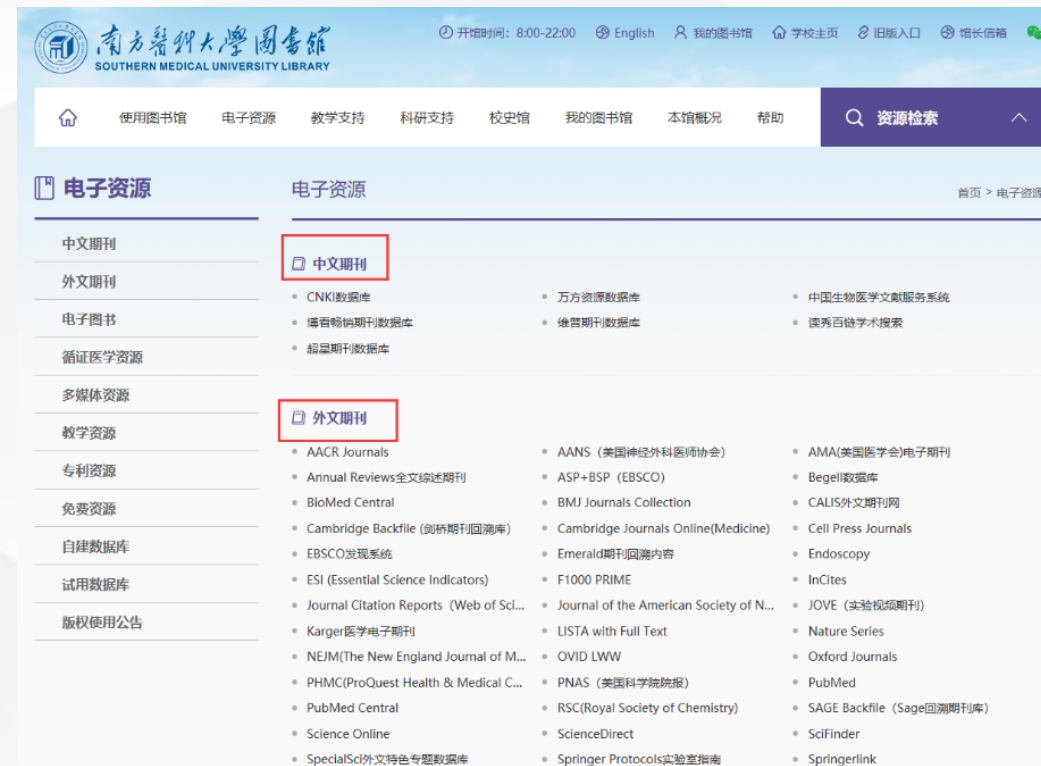 南方醫科大學圖書館
SOUTHERN MEDICAL UNIVERSITY LIBRARY
开馆时间：8:00-22:00 English 我的图书馆 学校主页 旧版入口 馆长信箱
使用图书馆 电子资源 教学支持 科研支持 校史馆 我的图书馆 本馆概况 帮助 资源检索
电子资源
中文期刊
外文期刊
电子图书
循证医学资源
多媒体资源
教学资源
专利资源
免费资源
自建数据库
试用数据库
版权使用公告
电子资源 首页 > 电子资源
中文期刊
CNKI数据库 万方资源数据库 中国生物医学文献服务系统
博看畅销期刊数据库 维普期刊数据库 读秀百链学术搜索
超星期刊数据库
外文期刊
AACR Journals AANS（美国神经外科医师协会） AMA(美国医学会)电子期刊
Annual Reviews全文综述期刊 ASP+BSP（EBSCO） Begell数据库
BioMed Central BMJ Journals Collection CALIS外文期刊网
Cambridge Backfile (剑桥期刊回溯库) Cambridge Journals Online(Medicine) Cell Press Journals
EBSCO发现系统 Emerald期刊回溯内容 Endoscopy
ESI (Essential Science Indicators) F1000 PRIME InCites
Journal Citation Reports（Web of Sci... Journal of the American Society of N... JOVE（实验视频期刊）
Karger医学电子期刊 LISTA with Full Text Nature Series
NEJM(The New England Journal of M... OVID LWW Oxford Journals
PHMC(ProQuest Health & Medical C... PNAS（美国科学院院报） PubMed
PubMed Central RSC(Royal Society of Chemistry) SAGE Backfile（Sage回溯期刊库）
Science Online ScienceDirect SciFinder
SpecialSci外文特色专题数据库 Springer Protocols实验室指南 Springerlink